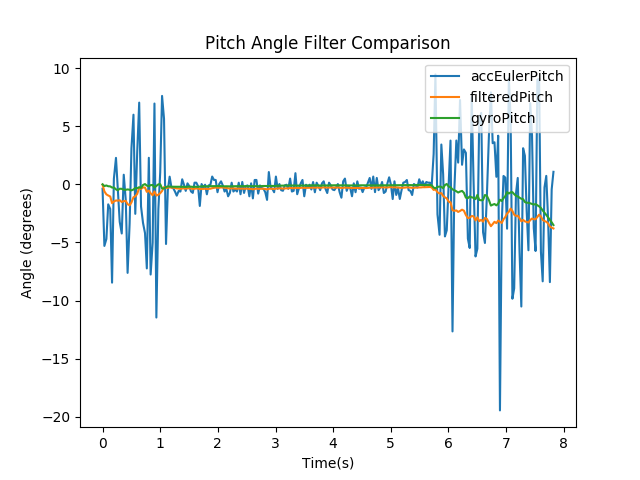 Pitch Angle Filter Comparison
accEulerPitch
filteredPitch
gyroPitch
Angle (degrees)
10
5
0
−5
−10
−15
−20
0 1 2 3 4 5 6 7 8
Time(s)